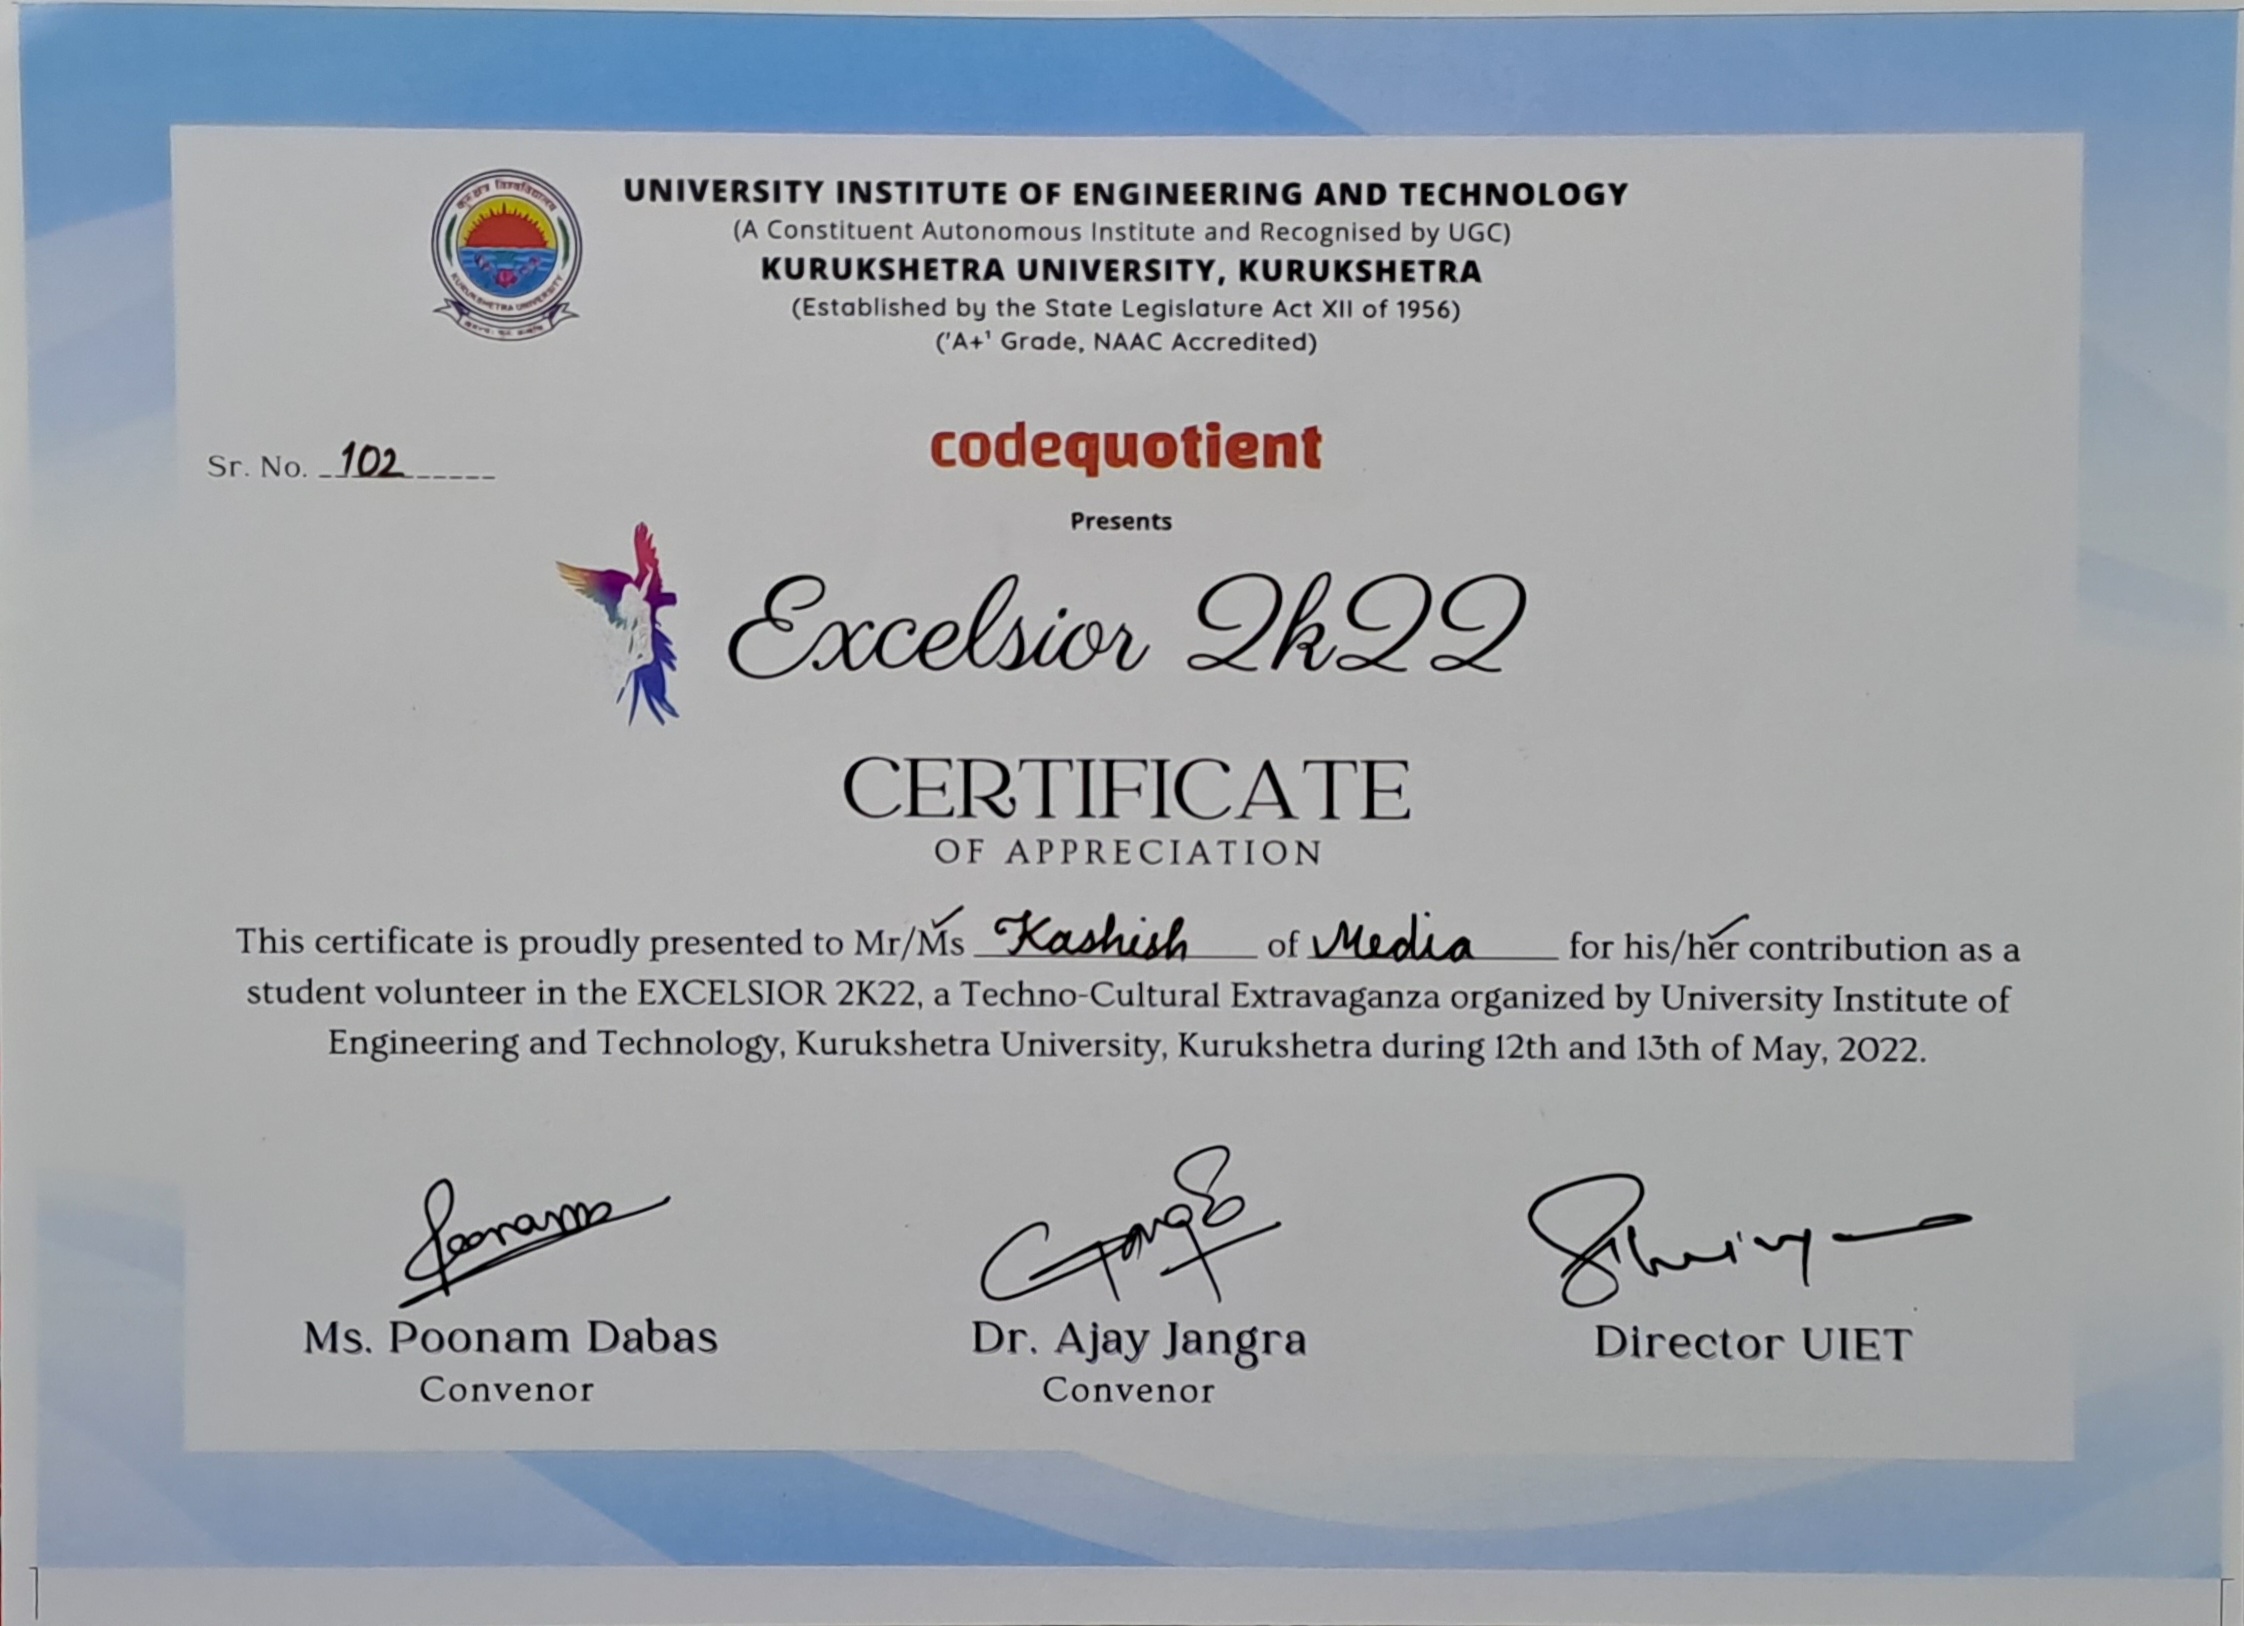 कुरुक्षेत्र विश्वविद्यालय
KURUKSHETRA UNIVERSITY
UNIVERSITY INSTITUTE OF ENGINEERING AND TECHNOLOGY
(A Constituent Autonomous Institute and Recognised by UGC)
KURUKSHETRA UNIVERSITY, KURUKSHETRA
(Established by the State Legislature Act XII of 1956)
('A+' Grade, NAAC Accredited)
codequotient
Sr. No. 102
Presents
Excelsior 2k22
CERTIFICATE
OF APPRECIATION
This certificate is proudly presented to Mr/Ms Kashish of Media for his/her contribution as a
student volunteer in the EXCELSIOR 2K22, a Techno-Cultural Extravaganza organized by University Institute of
Engineering and Technology, Kurukshetra University, Kurukshetra during 12th and 13th of May, 2022.
Poonam
Ms. Poonam Dabas
Convenor
Dr. Ajay Jangra
Convenor
Director UIET